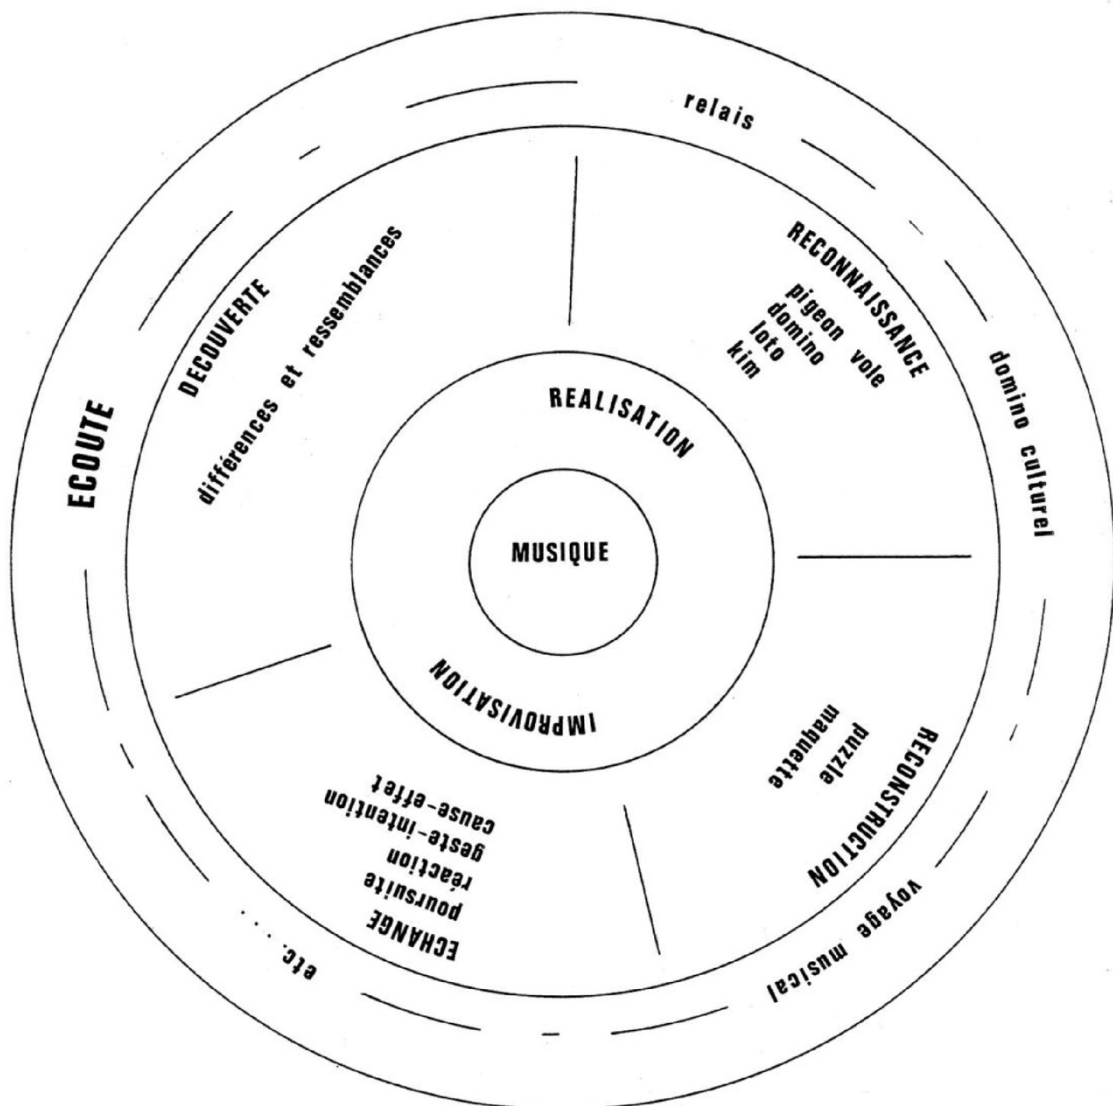 ECOUTE
relais
domino culturel
voyage musical
etc....
DECOUVERTE
différences et ressemblances
RECONNAISSANCE
pigeon vole
domino
loto
kim
RECONSTRUCTION
puzzle
maquette
ECHANGE
poursuite
réaction
geste-intention
cause-effet
REALISATION
IMPROVISATION
MUSIQUE